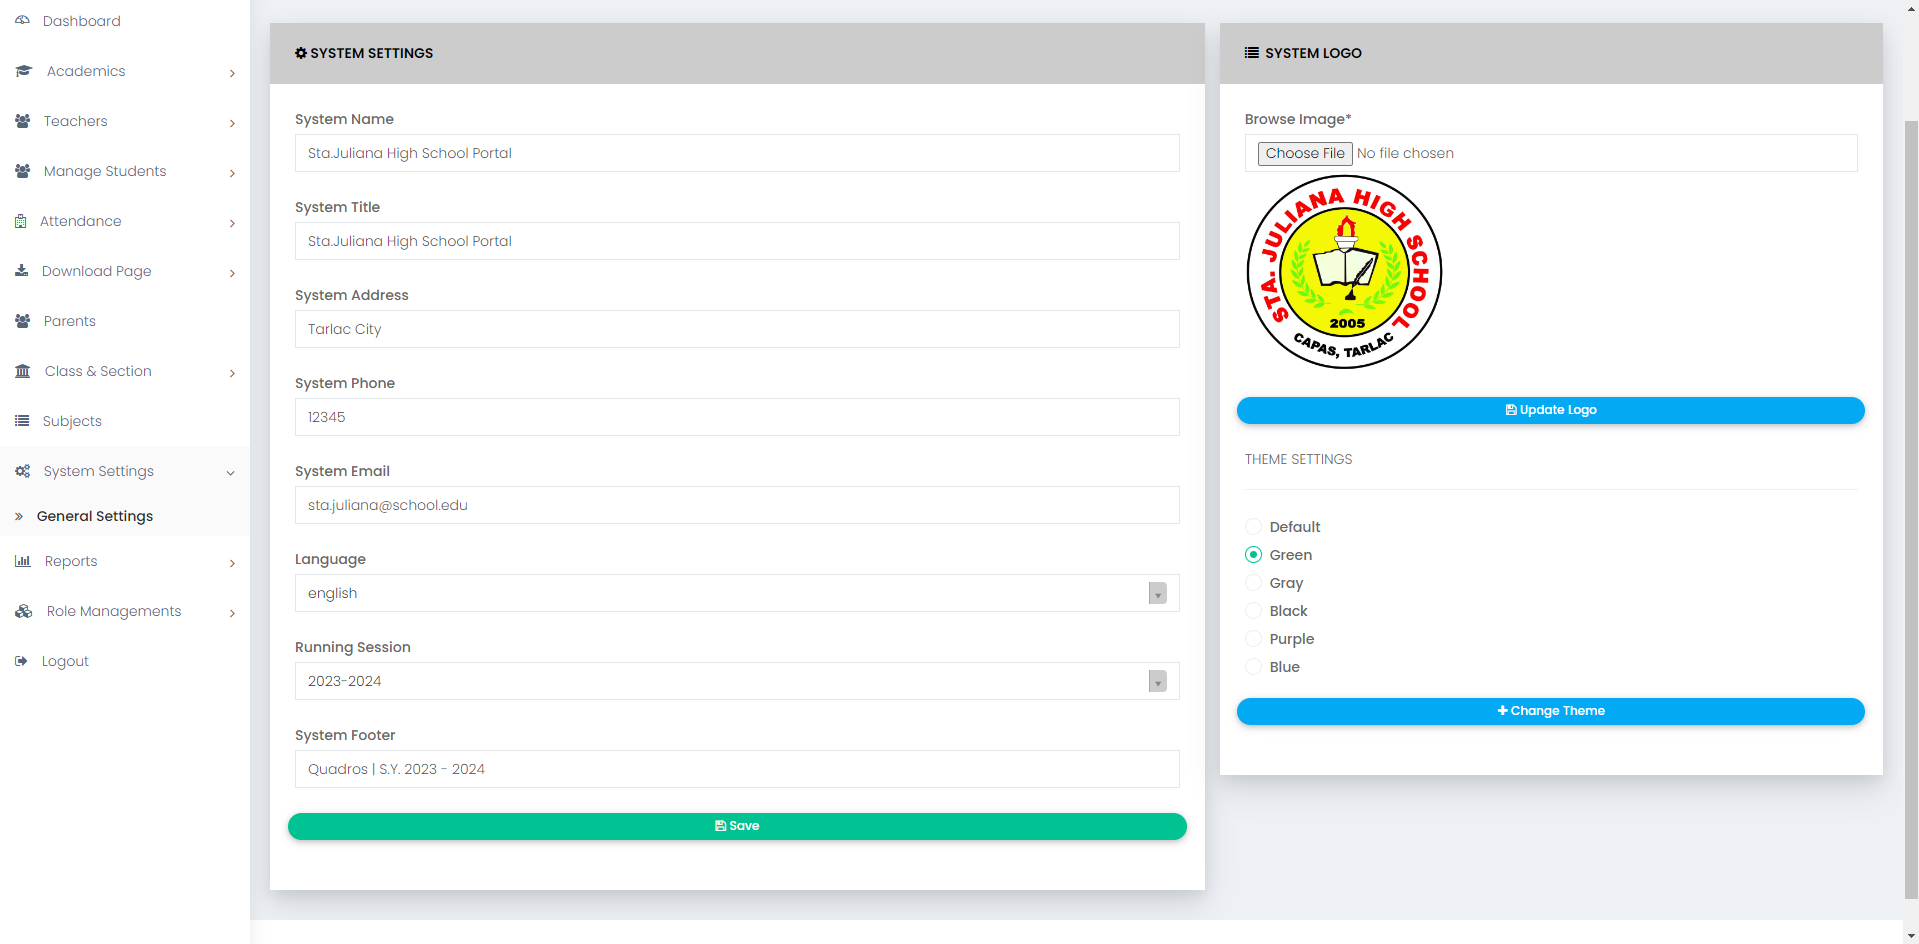 Dashboard
Academics
Teachers
Manage Students
Attendance
Download Page
Parents
Class & Section
Subjects
System Settings
General Settings
Reports
Role Managements
Logout
SYSTEM SETTINGS
System Name
Sta.Juliana High School Portal
System Title
Sta.Juliana High School Portal
System Address
Tarlac City
System Phone
12345
System Email
sta.juliana@school.edu
Language
english
Running Session
2023-2024
System Footer
Quadros | S.Y. 2023 - 2024
Save
SYSTEM LOGO
Browse Image*
Choose File No file chosen
STA. JULIANA HIGH SCHOOL
2005
CAPAS, TARLAC
Update Logo
THEME SETTINGS
Default
Green
Gray
Black
Purple
Blue
Change Theme